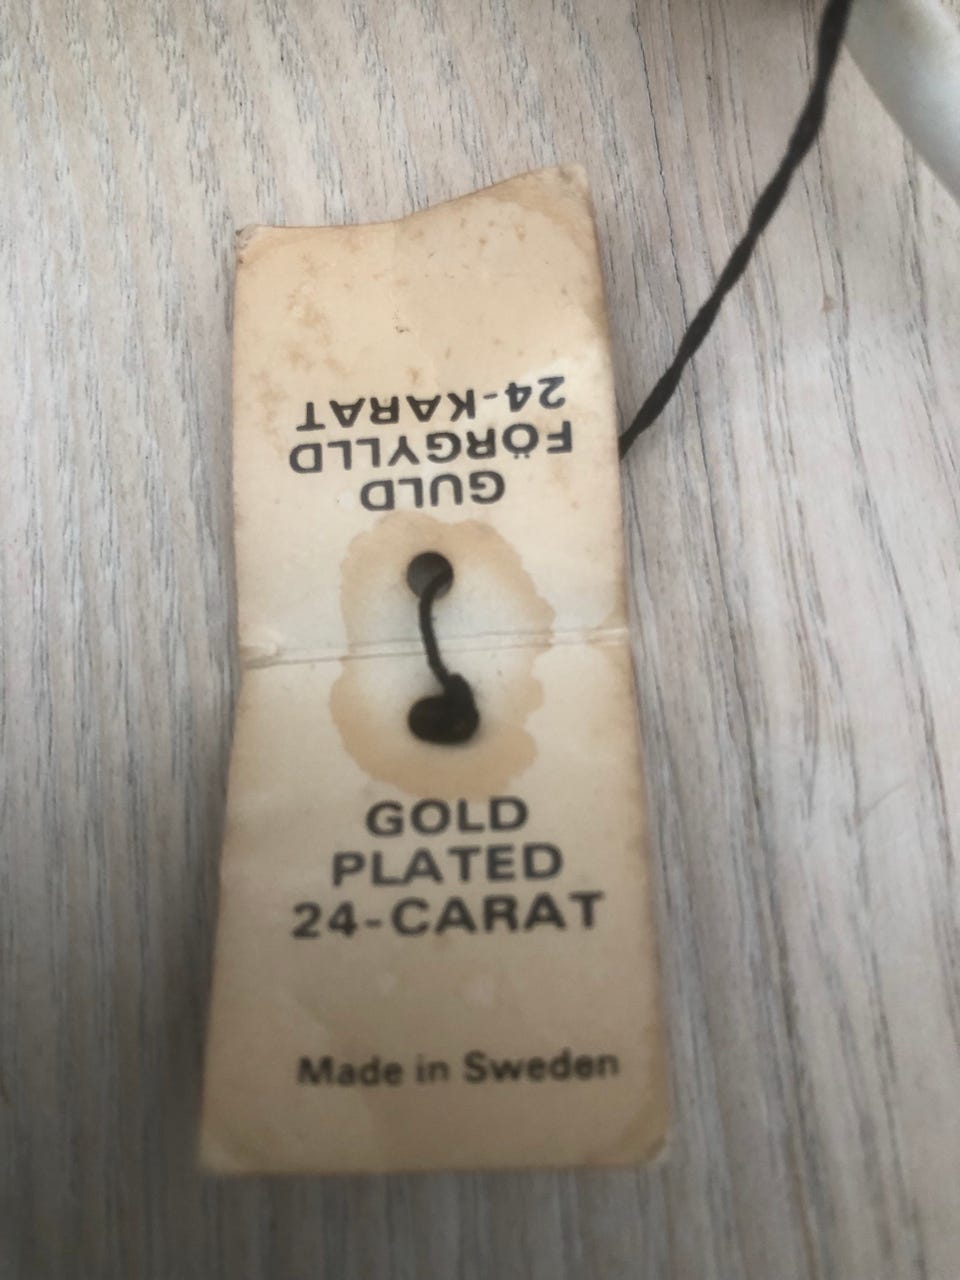 GULD
FÖRGYLLD
24-KARAT
GOLD
PLATED
24-CARAT
Made in Sweden